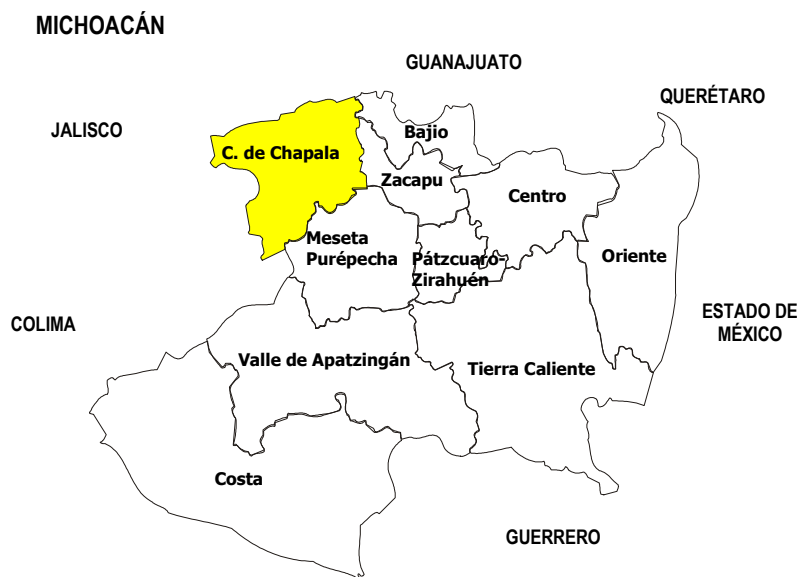 MICHOACÁN
GUANAJUATO
QUERÉTARO
JALISCO
Bajio
C. de Chapala
Zacapu
Centro
Meseta
Purépecha
Pátzcuaro-
Zirahuén
Oriente
COLIMA
ESTADO DE
MÉXICO
Valle de Apatzingán
Tierra Caliente
Costa
GUERRERO